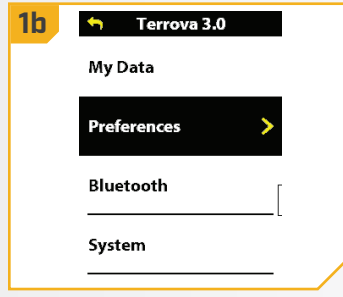 1b
Terrova 3.0
My Data
Preferences
Bluetooth
System